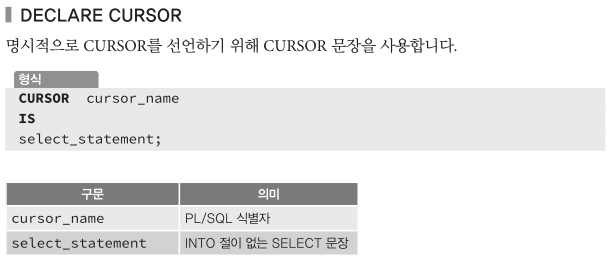 DECLARE CURSOR
명시적으로 CURSOR를 선언하기 위해 CURSOR 문장을 사용합니다.
형식
CURSOR cursor_name
IS
select_statement;
구문 의미
cursor_name PL/SQL 식별자
select_statement INTO 절이 없는 SELECT 문장